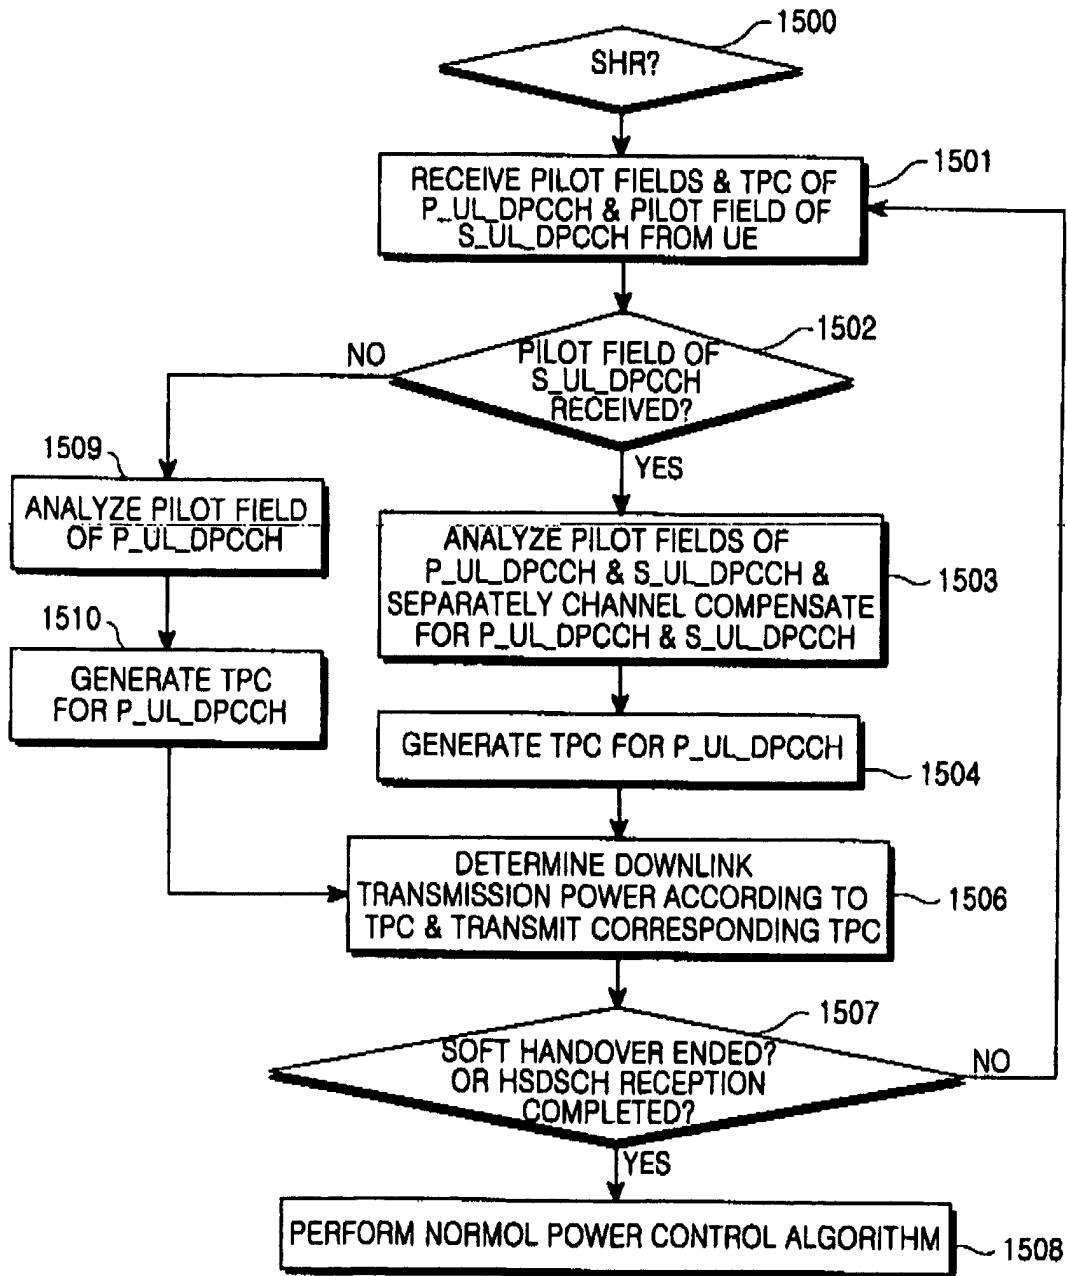 1500
SHR?
1501
RECEIVE PILOT FIELDS & TPC OF
P_UL_DPCCH & PILOT FIELD OF
S_UL_DPCCH FROM UE
1502
NO
PILOT FIELD OF
S_UL_DPCCH
RECEIVED?
YES
1509
ANALYZE PILOT FIELD
OF P_UL_DPCCH
ANALYZE PILOT FIELDS OF
P_UL_DPCCH & S_UL_DPCCH &
SEPARATELY CHANNEL COMPENSATE
FOR P_UL_DPCCH & S_UL_DPCCH
1503
1510
GENERATE TPC
FOR P_UL_DPCCH
GENERATE TPC FOR P_UL_DPCCH
1504
DETERMINE DOWNLINK
TRANSMISSION POWER ACCORDING TO
TPC & TRANSMIT CORRESPONDING TPC
1506
1507
SOFT HANDOVER ENDED?
OR HSDSCH RECEPTION
COMPLETED?
NO
YES
PERFORM NORMOL POWER CONTROL ALGORITHM
1508